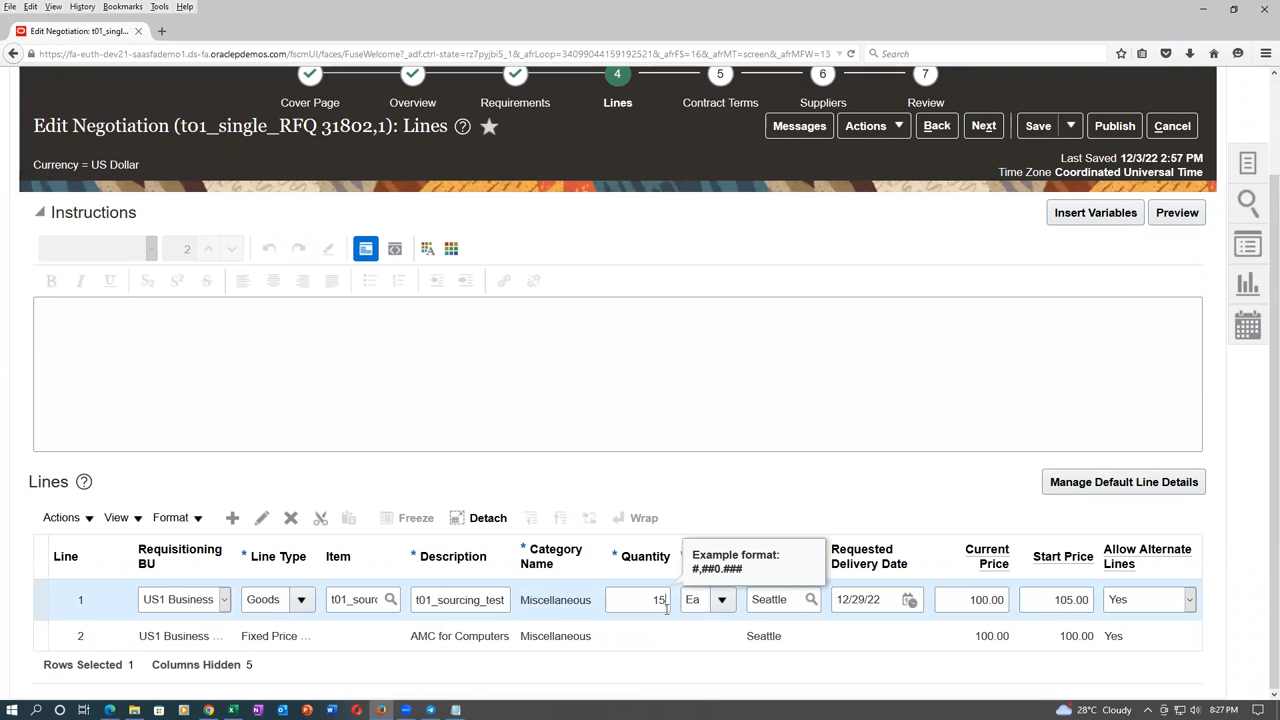 File Edit View History Bookmarks Tools Help
Edit Negotiation: t01_singl...
https://fa-euth-dev21-saasfademo1.ds-fa.oraclepdemos.com/fscmUI/faces/FuseWelcome?_adf.ctrl-state=rz7pyjbi5_1&_afrLoop=34099044159192521&_afrFS=16&_afrMT=screen&_afrMFW=13
Search
4 5 6 7
Cover Page Overview Requirements Lines Contract Terms Suppliers Review
Edit Negotiation (t01_single_RFQ 31802,1): Lines
Messages Actions Back Next Save Publish Cancel
Currency = US Dollar
Last Saved 12/3/22 2:57 PM
Time Zone Coordinated Universal Time
Instructions
Insert Variables Preview
2
B I U
Lines
Manage Default Line Details
Actions View Format Freeze Detach Wrap
Line Requisitioning BU * Line Type Item * Description * Category Name * Quantity * Requested Delivery Date Current Price Start Price Allow Alternate Lines
Example format:
#,##0.###
1 US1 Business Goods t01_sourc t01_sourcing_test Miscellaneous 15 Ea Seattle 12/29/22 100.00 105.00 Yes
2 US1 Business ... Fixed Price ... AMC for Computers Miscellaneous Seattle 100.00 100.00 Yes
Rows Selected 1 Columns Hidden 5
28°C Cloudy
8:27 PM